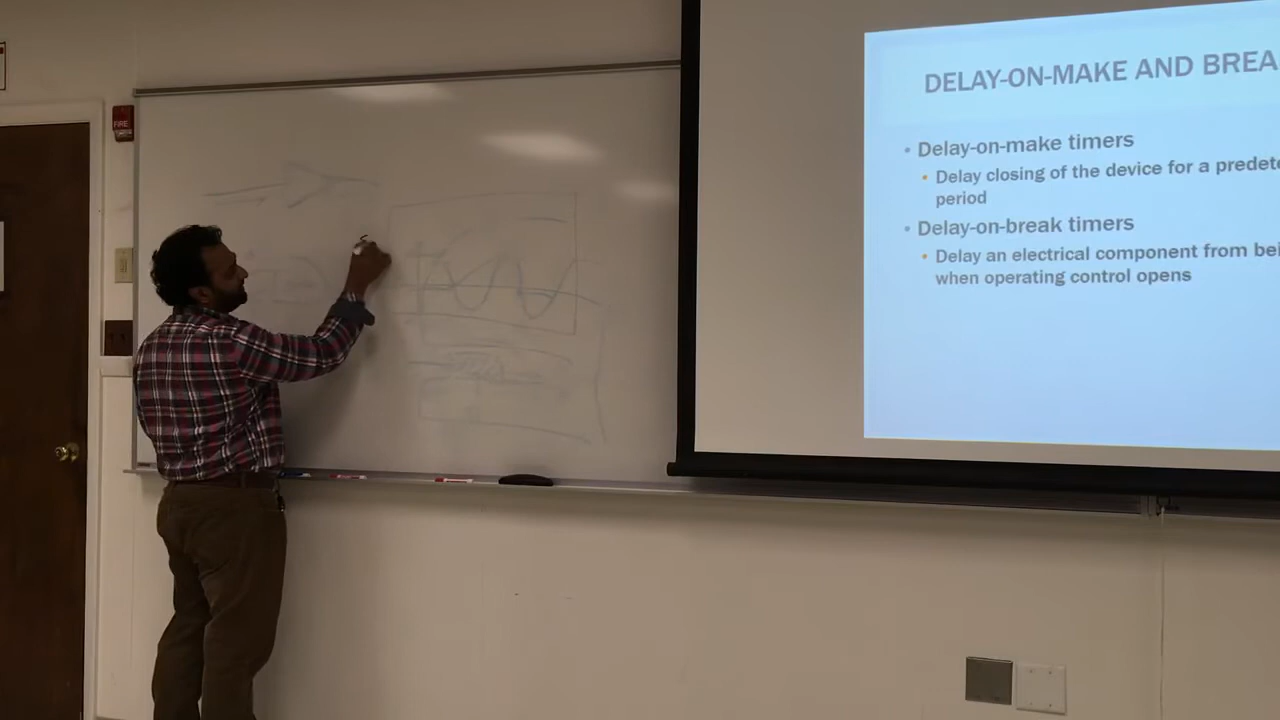 FIRE
DELAY-ON-MAKE AND BREA
• Delay-on-make timers
• Delay closing of the device for a predete
period
• Delay-on-break timers
• Delay an electrical component from bei
when operating control opens